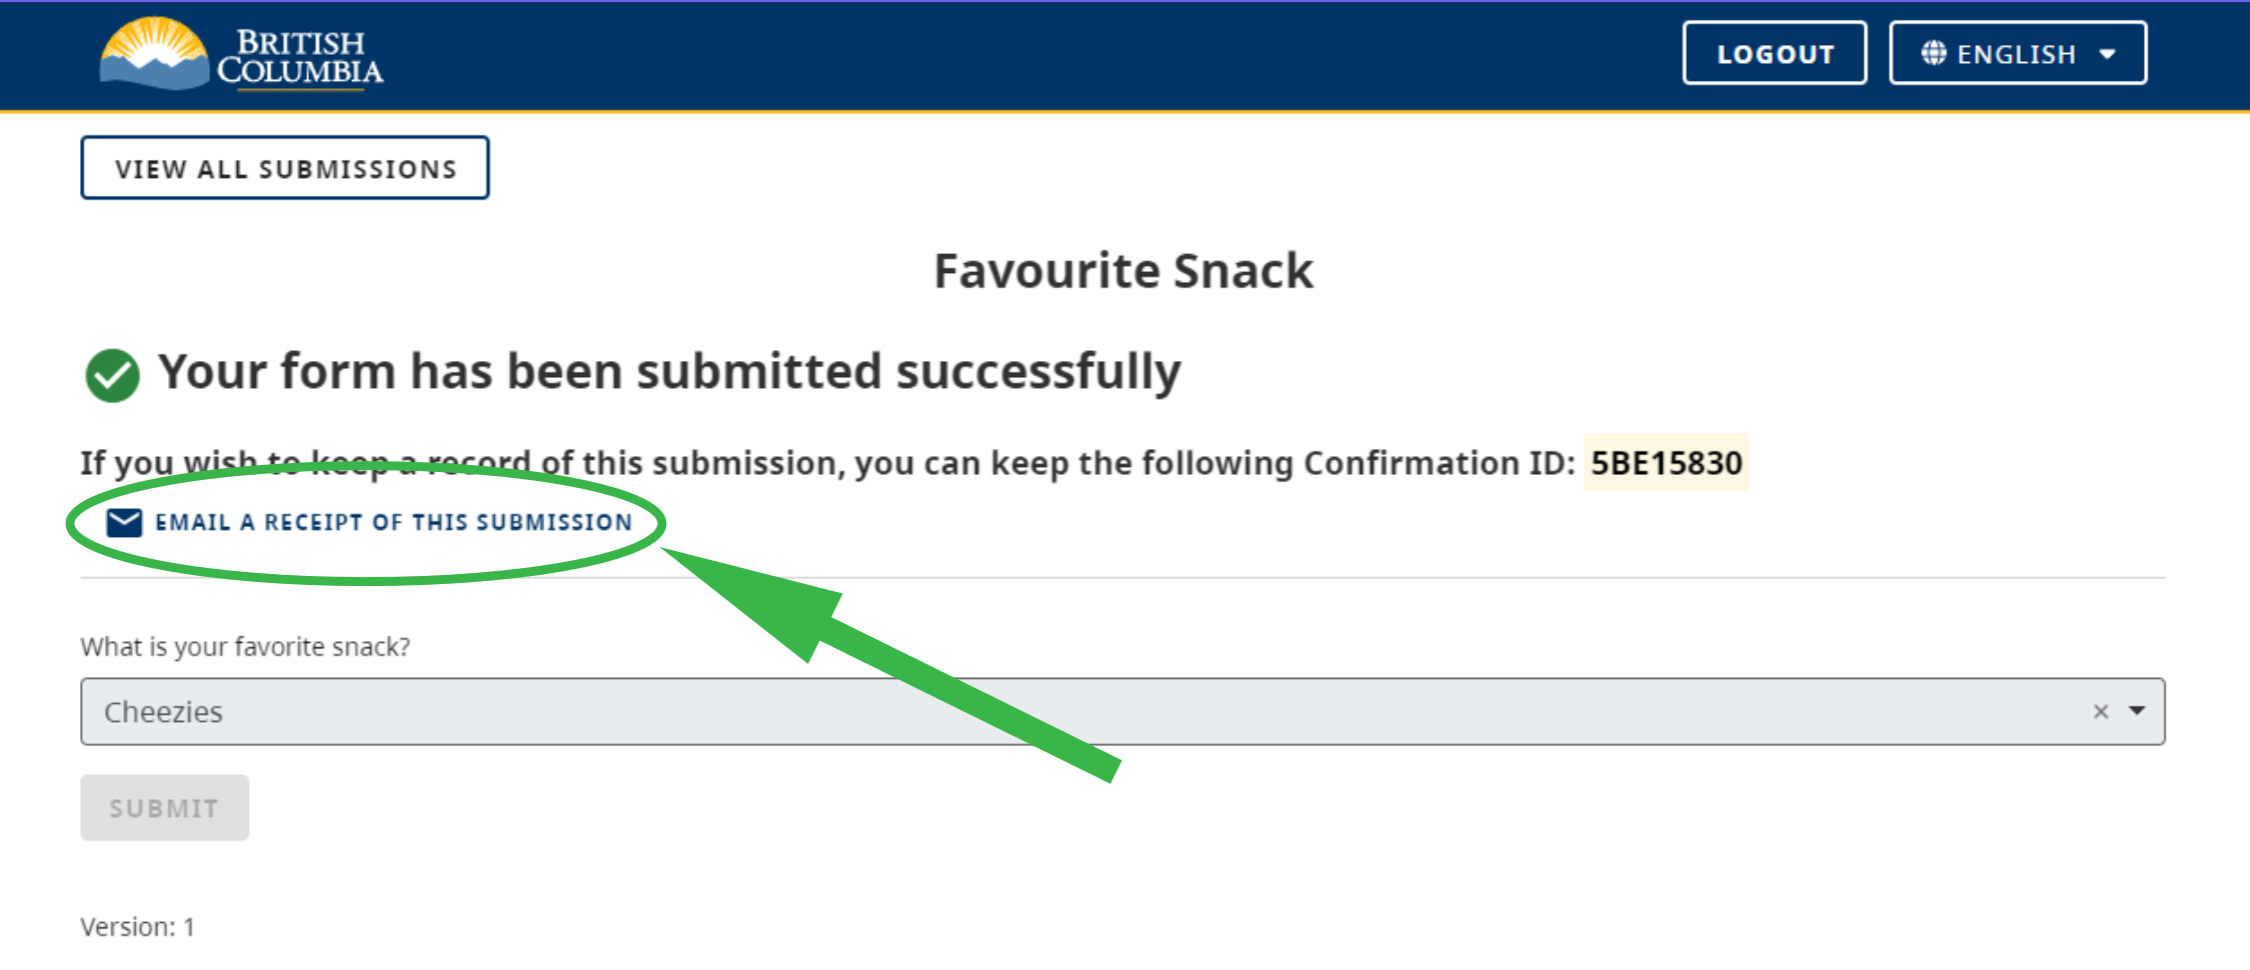 BRITISH
COLUMBIA
LOGOUT
ENGLISH
VIEW ALL SUBMISSIONS
Favourite Snack
Your form has been submitted successfully
If you wish to keep a record of this submission, you can keep the following Confirmation ID: 5BE15830
EMAIL A RECEIPT OF THIS SUBMISSION
What is your favorite snack?
Cheezies
SUBMIT
Version: 1